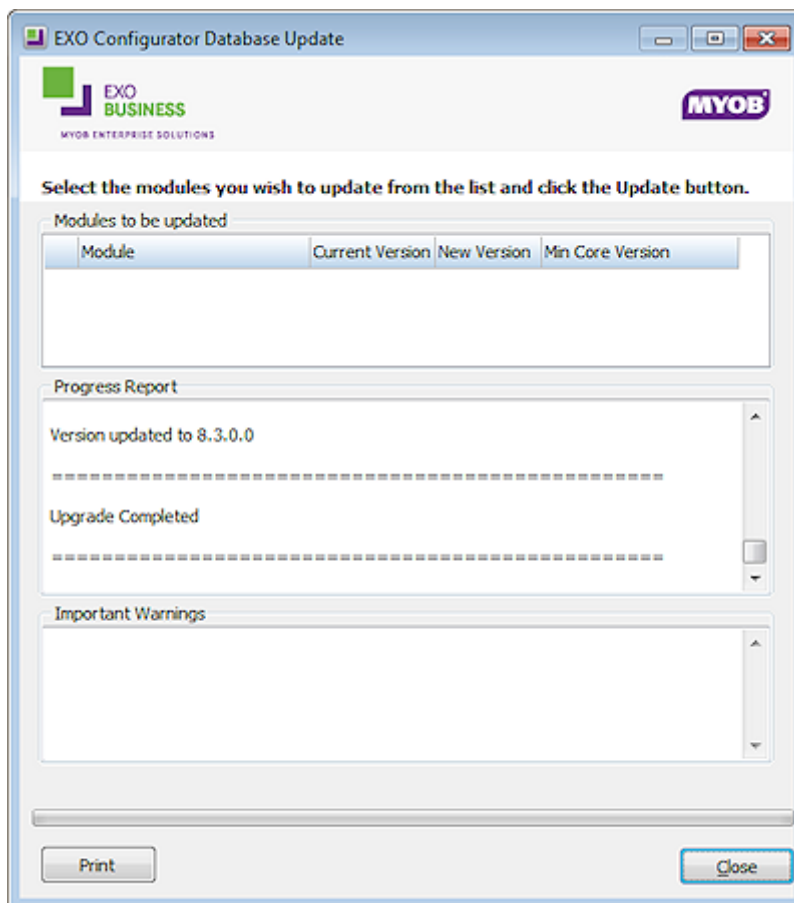 EXO Configurator Database Update
EXO
BUSINESS
MYOB ENTERPRISE SOLUTIONS
MYOB
Select the modules you wish to update from the list and click the Update button.
Modules to be updated
Module Current Version New Version Min Core Version
Progress Report
Version updated to 8.3.0.0
==================================================
Upgrade Completed
==================================================
Important Warnings
Print Close